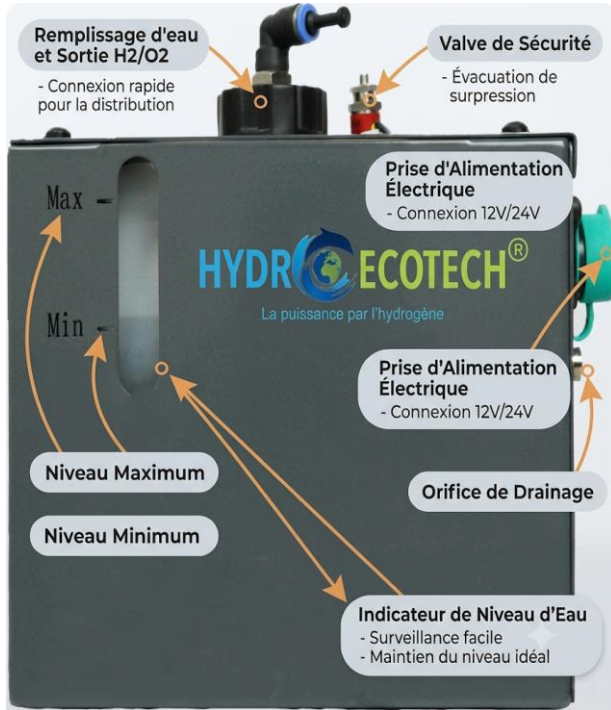 Remplissage d'eau
et Sortie H2/O2
- Connexion rapide
pour la distribution
Valve de Sécurité
- Évacuation de
surpression
Prise d'Alimentation
Électrique
- Connexion 12V/24V
Max
HYDROECOTECH®
La puissance par l'hydrogène
Min
Prise d'Alimentation
Électrique
- Connexion 12V/24V
Niveau Maximum
Orifice de Drainage
Niveau Minimum
Indicateur de Niveau d'Eau
- Surveillance facile
- Maintien du niveau idéal